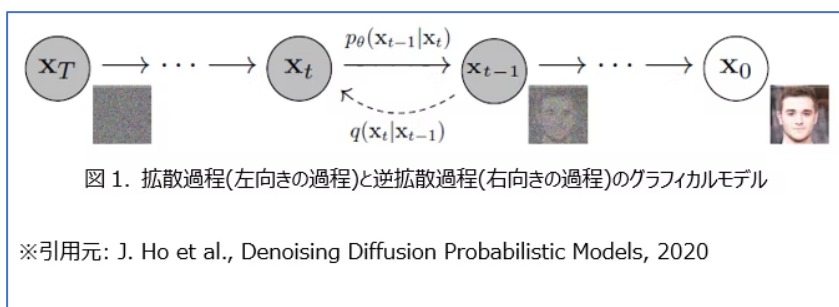 x_T → ··· → x_t p_θ(x_{t−1}|x_t) x_{t−1} → ··· → x_0
q(x_t|x_{t−1})
図 1. 拡散過程(左向きの過程)と逆拡散過程(右向きの過程)のグラフィカルモデル
※引用元: J. Ho et al., Denoising Diffusion Probabilistic Models, 2020